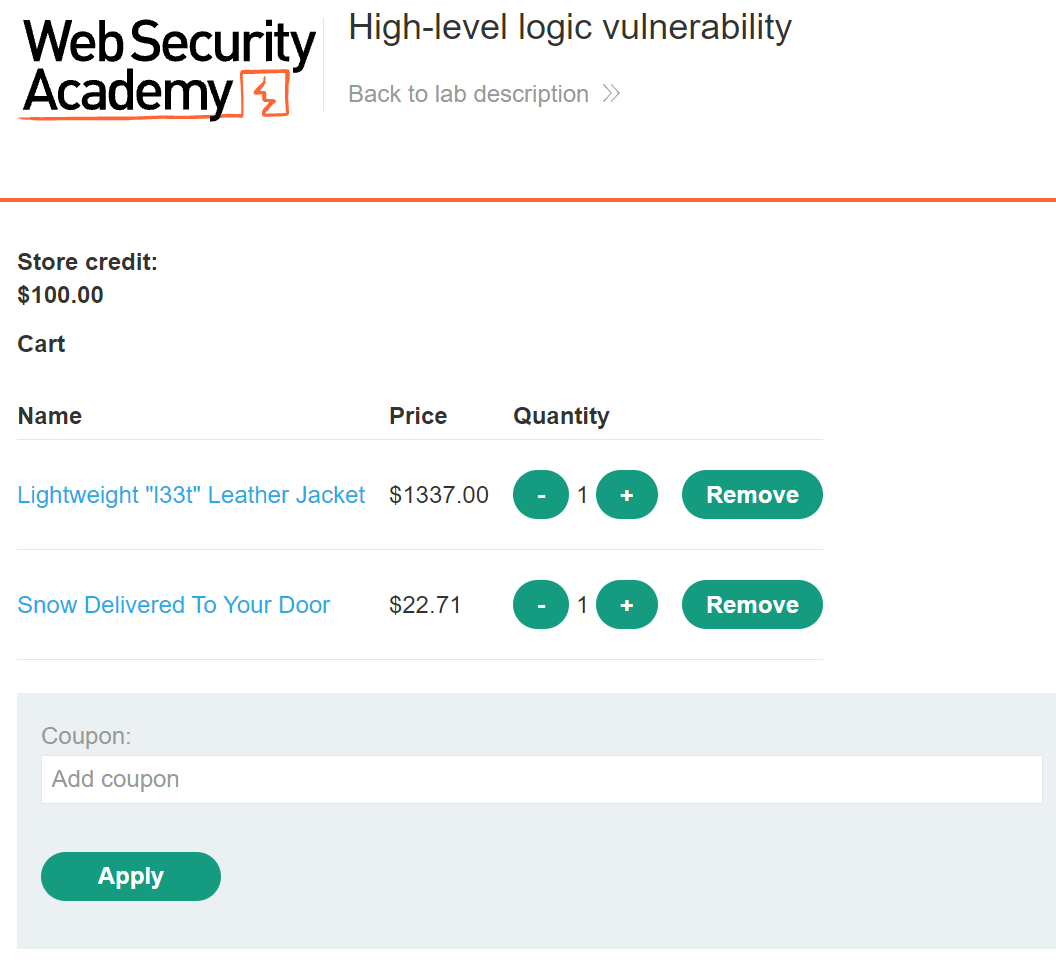 Web Security
Academy
High-level logic vulnerability
Back to lab description
Store credit:
$100.00
Cart
Name Price Quantity
Lightweight "l33t" Leather Jacket $1337.00 - 1 + Remove
Snow Delivered To Your Door $22.71 - 1 + Remove
Coupon:
Add coupon
Apply